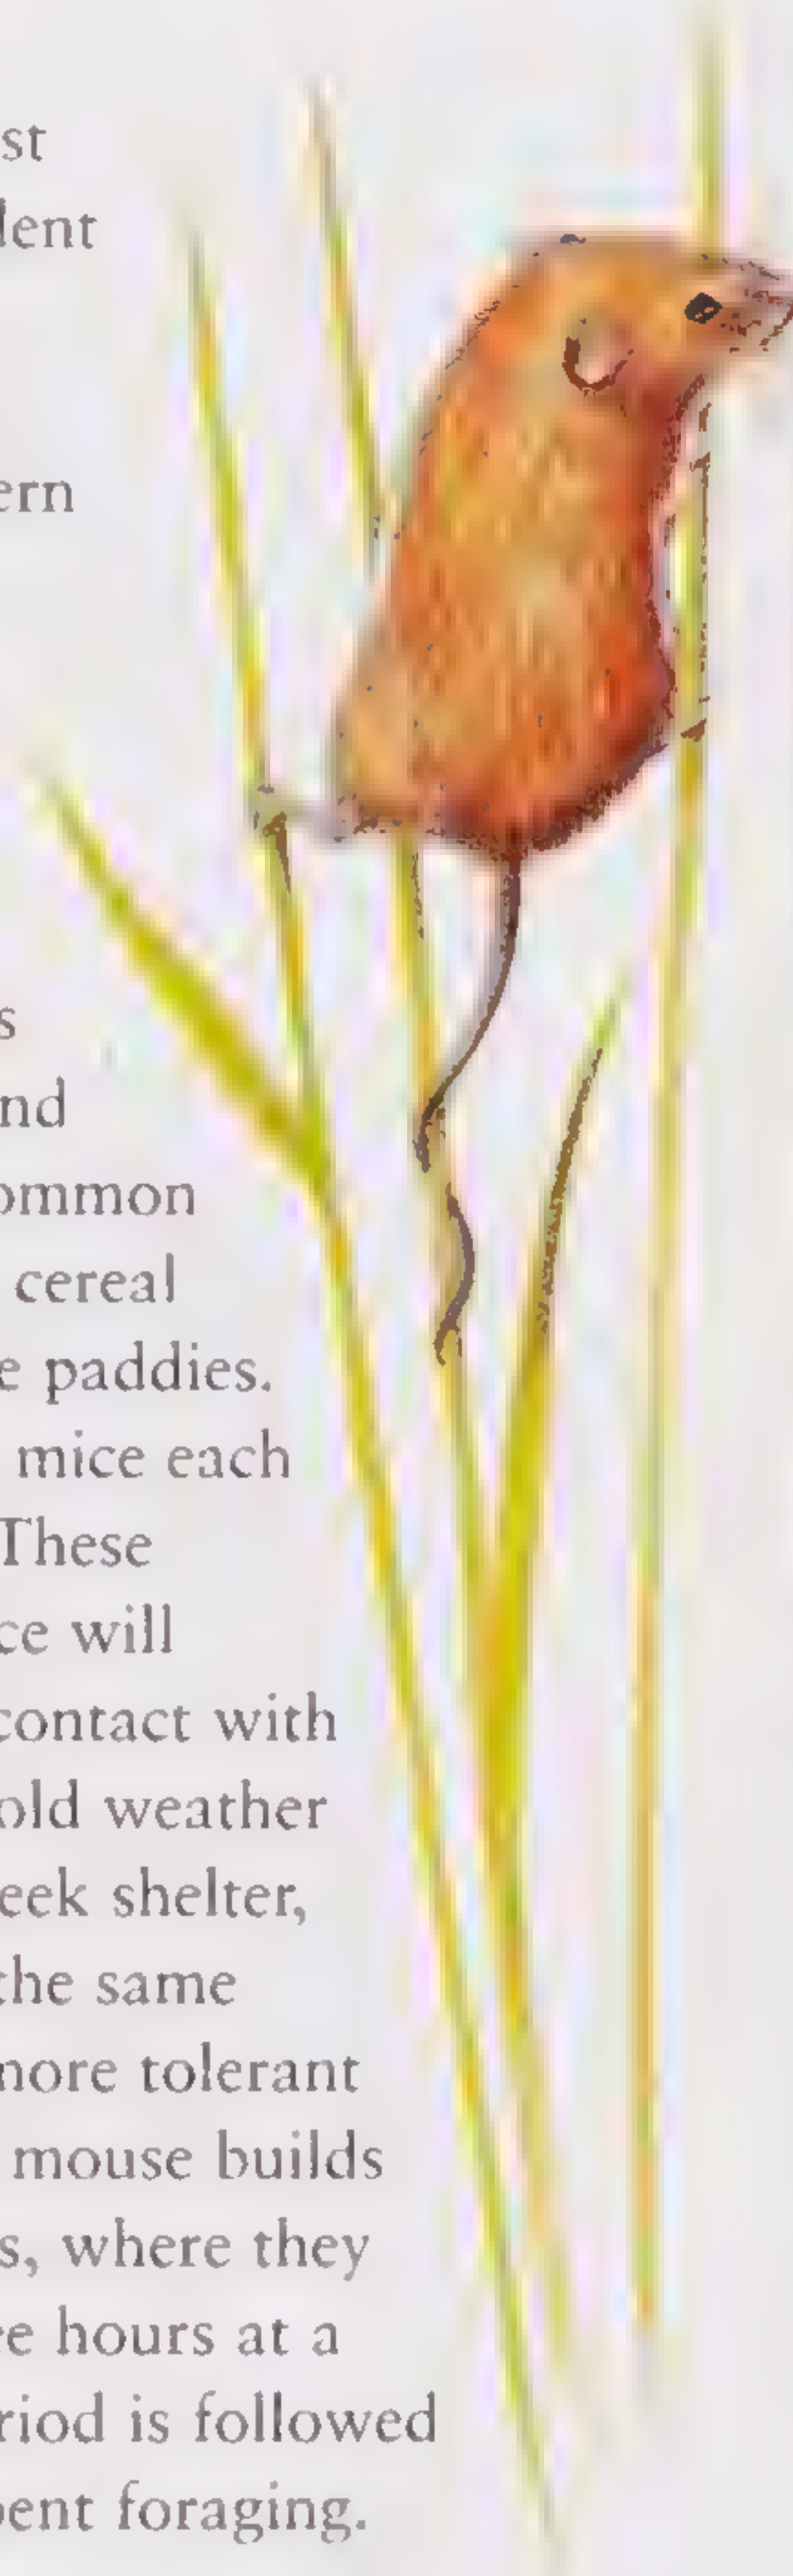 st
dent
ern
s
nd
ommon
cereal
e paddies.
mice each
These
ce will
contact with
old weather
eek shelter,
the same
more tolerant
mouse builds
s, where they
e hours at a
riod is followed
pent foraging.